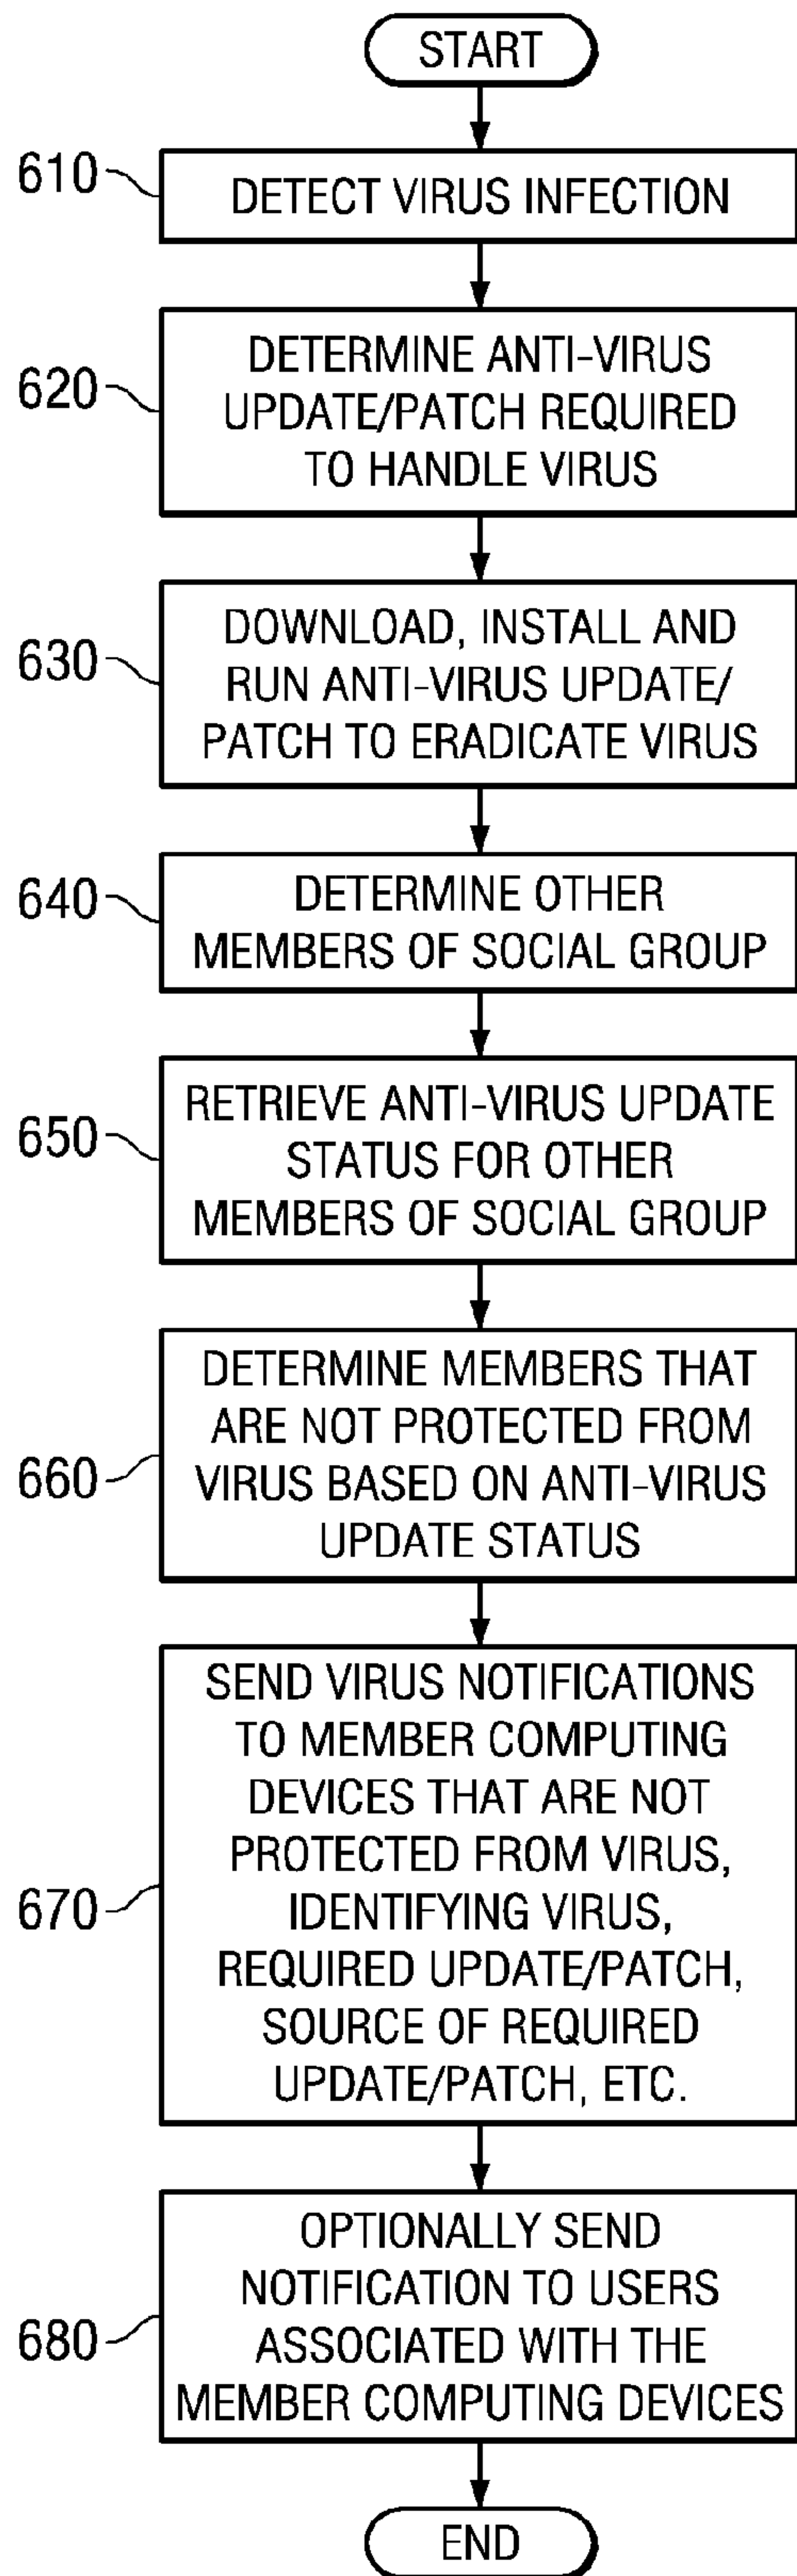 START
610
DETECT VIRUS INFECTION
620
DETERMINE ANTI-VIRUS
UPDATE/PATCH REQUIRED
TO HANDLE VIRUS
630
DOWNLOAD, INSTALL AND
RUN ANTI-VIRUS UPDATE/
PATCH TO ERADICATE VIRUS
640
DETERMINE OTHER
MEMBERS OF SOCIAL GROUP
650
RETRIEVE ANTI-VIRUS UPDATE
STATUS FOR OTHER
MEMBERS OF SOCIAL GROUP
660
DETERMINE MEMBERS THAT
ARE NOT PROTECTED FROM
VIRUS BASED ON ANTI-VIRUS
UPDATE STATUS
670
SEND VIRUS NOTIFICATIONS
TO MEMBER COMPUTING
DEVICES THAT ARE NOT
PROTECTED FROM VIRUS,
IDENTIFYING VIRUS,
REQUIRED UPDATE/PATCH,
SOURCE OF REQUIRED
UPDATE/PATCH, ETC.
680
OPTIONALLY SEND
NOTIFICATION TO USERS
ASSOCIATED WITH THE
MEMBER COMPUTING DEVICES
END